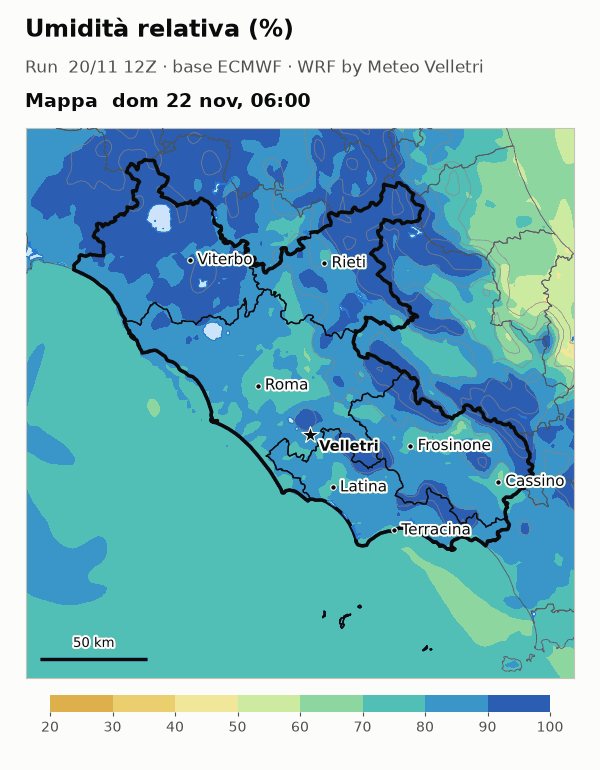 Umidità relativa (%)
Run  20/11 12Z · base ECMWF · WRF by Meteo Velletri
Mappa  dom 22 nov, 06:00
Viterbo
Rieti
Roma
Velletri
Frosinone
Cassino
Latina
Terracina
50 km
20 30 40 50 60 70 80 90 100